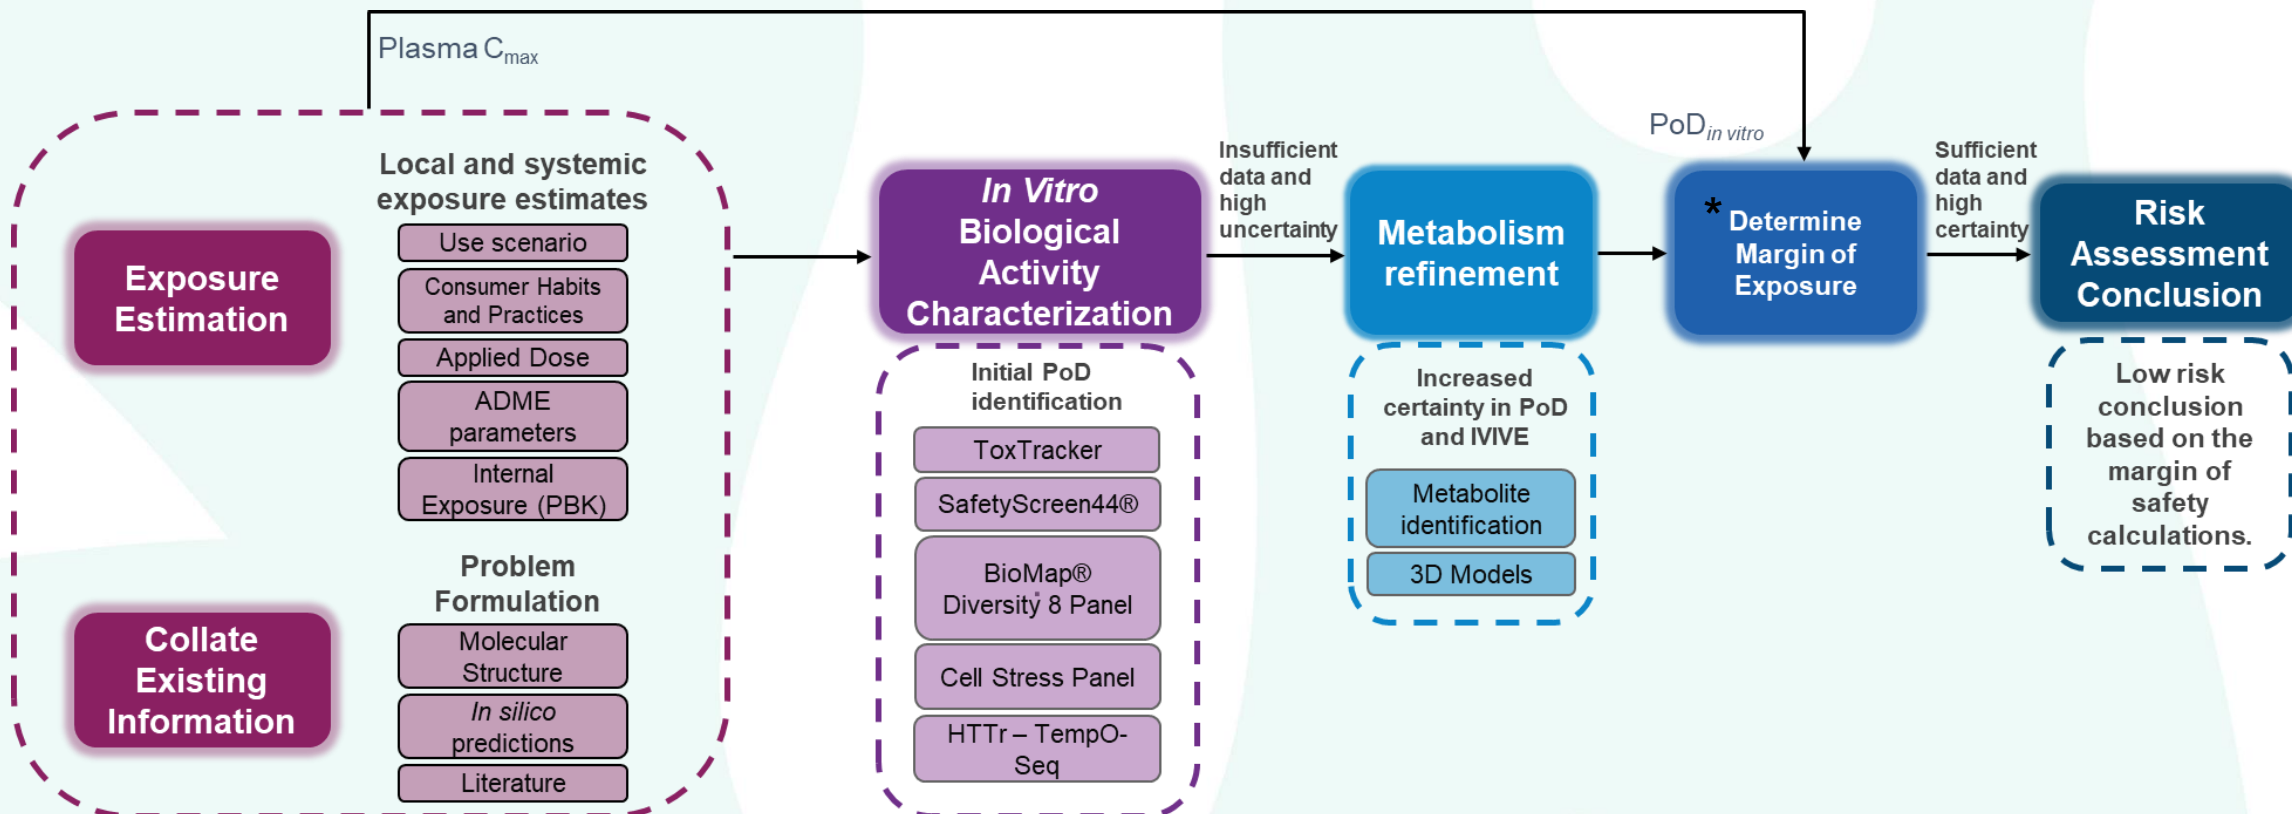 Plasma Cmax
Local and systemic
exposure estimates
Exposure
Estimation
Use scenario
Consumer Habits
and Practices
Applied Dose
ADME
parameters
Internal
Exposure (PBK)
Problem
Formulation
Collate
Existing
Information
Molecular
Structure
In silico
predictions
Literature
In Vitro
Biological
Activity
Characterization
Initial PoD
identification
ToxTracker
SafetyScreen44®
BioMap®
Diversity 8 Panel
Cell Stress Panel
HTTr – TempO-
Seq
Insufficient
data and
high
uncertainty
Metabolism
refinement
Increased
certainty in PoD
and IVIVE
Metabolite
identification
3D Models
PoDin vitro
* Determine
Margin of
Exposure
Sufficient
data and
high
certainty
Risk
Assessment
Conclusion
Low risk
conclusion
based on the
margin of
safety
calculations.